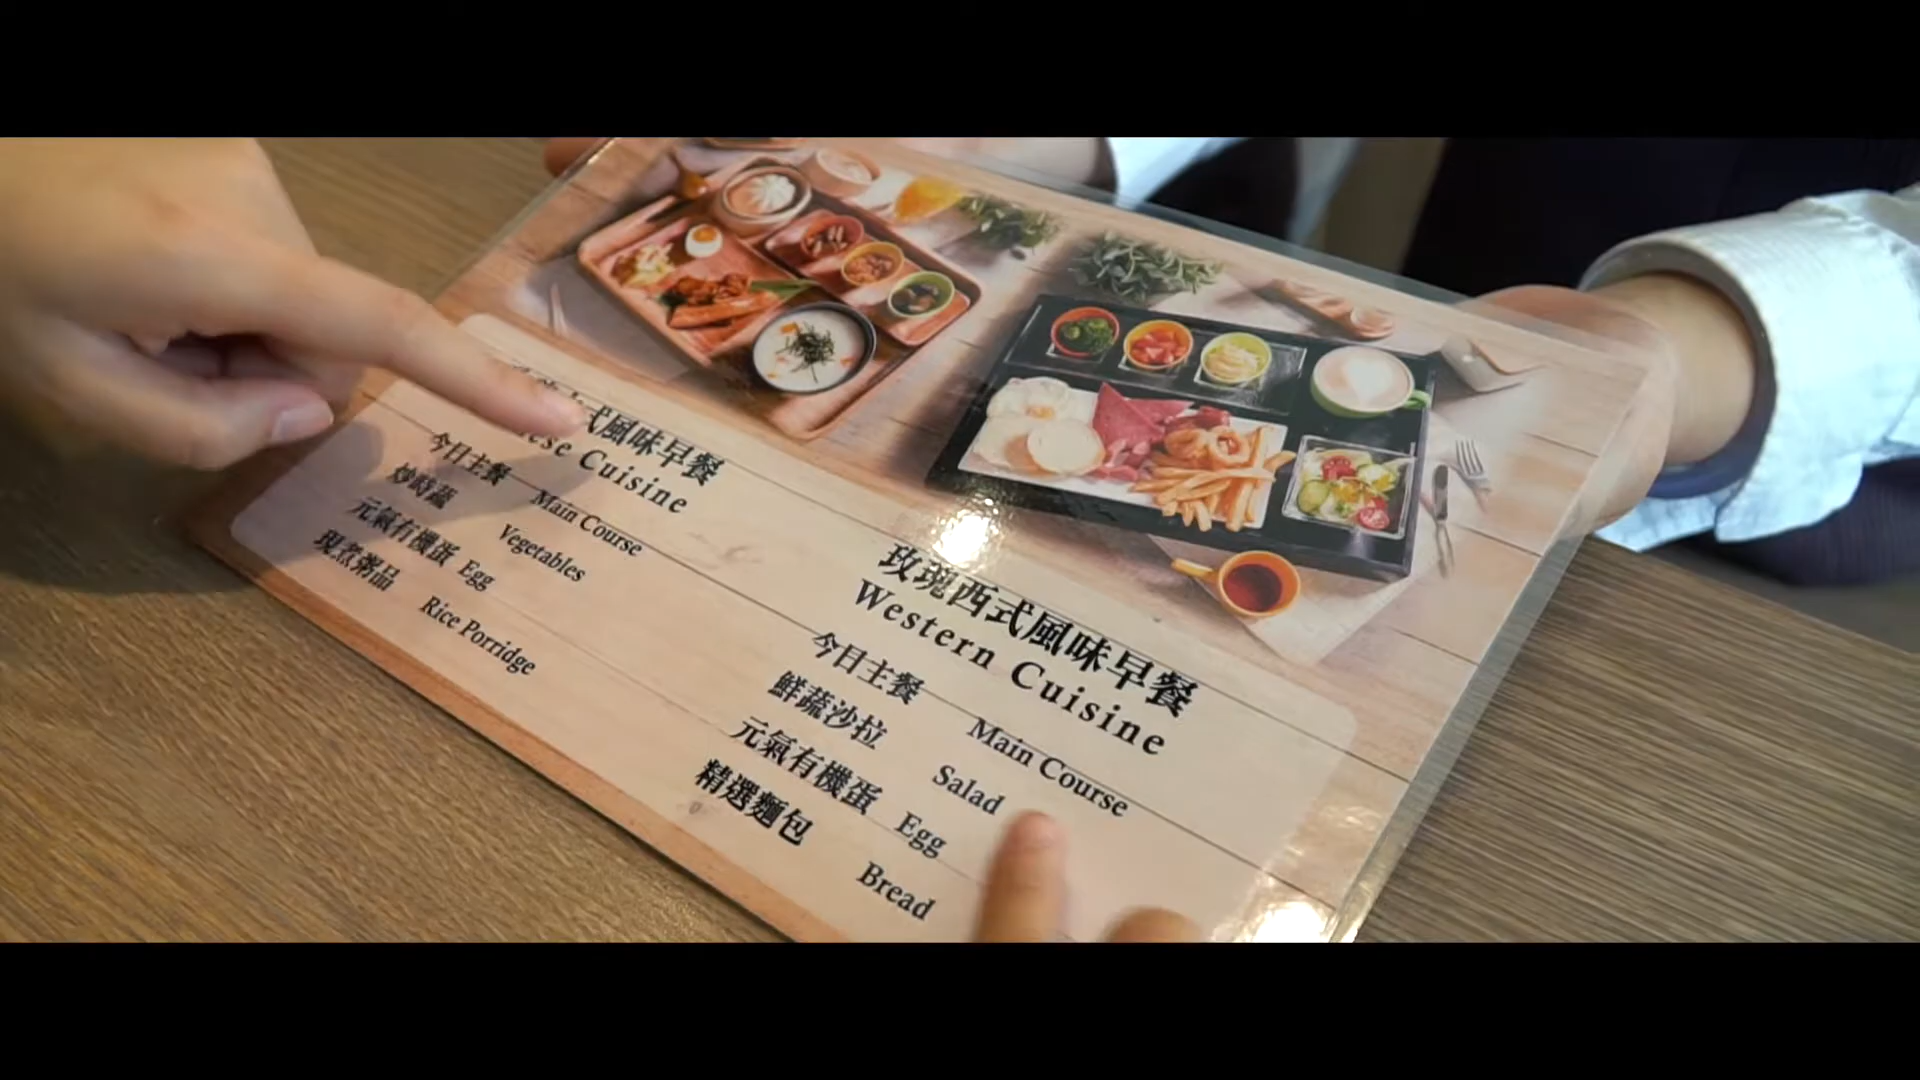 式風味早餐
Cuisine
今日主餐 Main Course
炒時蔬 Vegetables
元氣有機蛋 Egg
現煮粥品 Rice Porridge
玫瑰西式風味早餐
Western Cuisine
今日主餐 Main Course
鮮蔬沙拉 Salad
元氣有機蛋 Egg
精選麵包 Bread